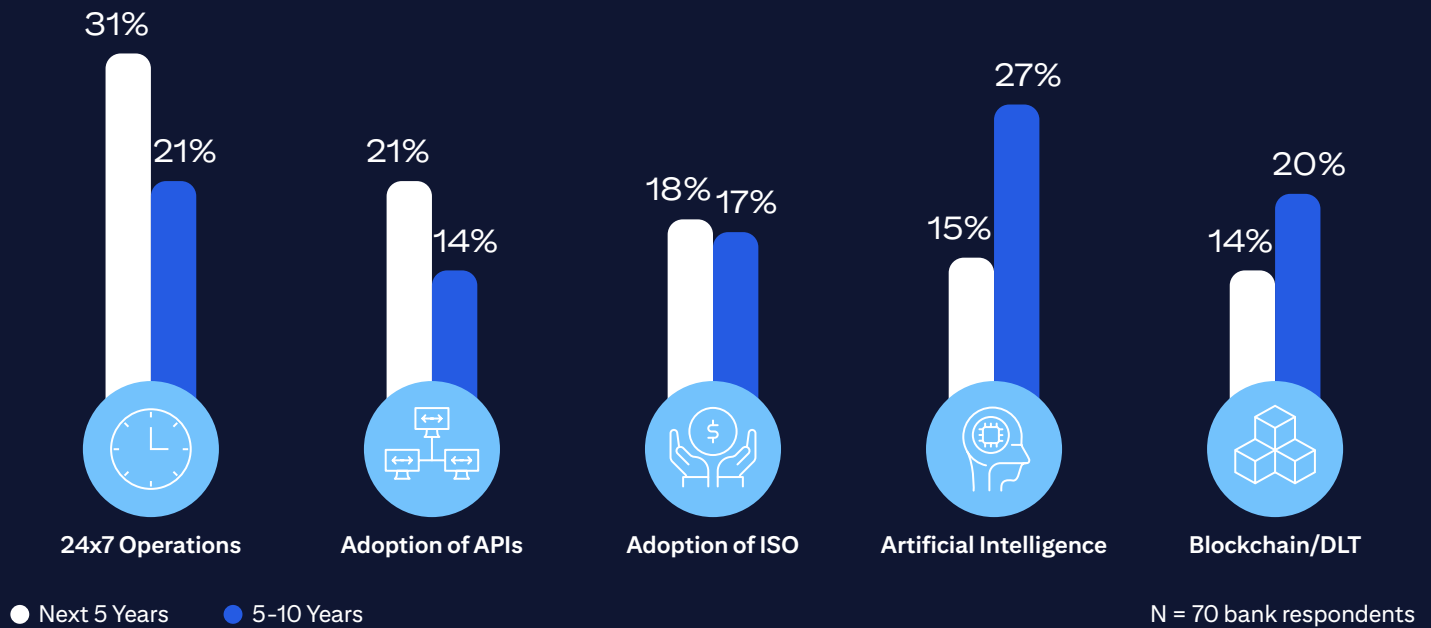 31%
21%
21%
14%
18%
17%
15%
27%
14%
20%
$
24x7 Operations
Adoption of APIs
Adoption of ISO
Artificial Intelligence
Blockchain/DLT
Next 5 Years
5-10 Years
N = 70 bank respondents